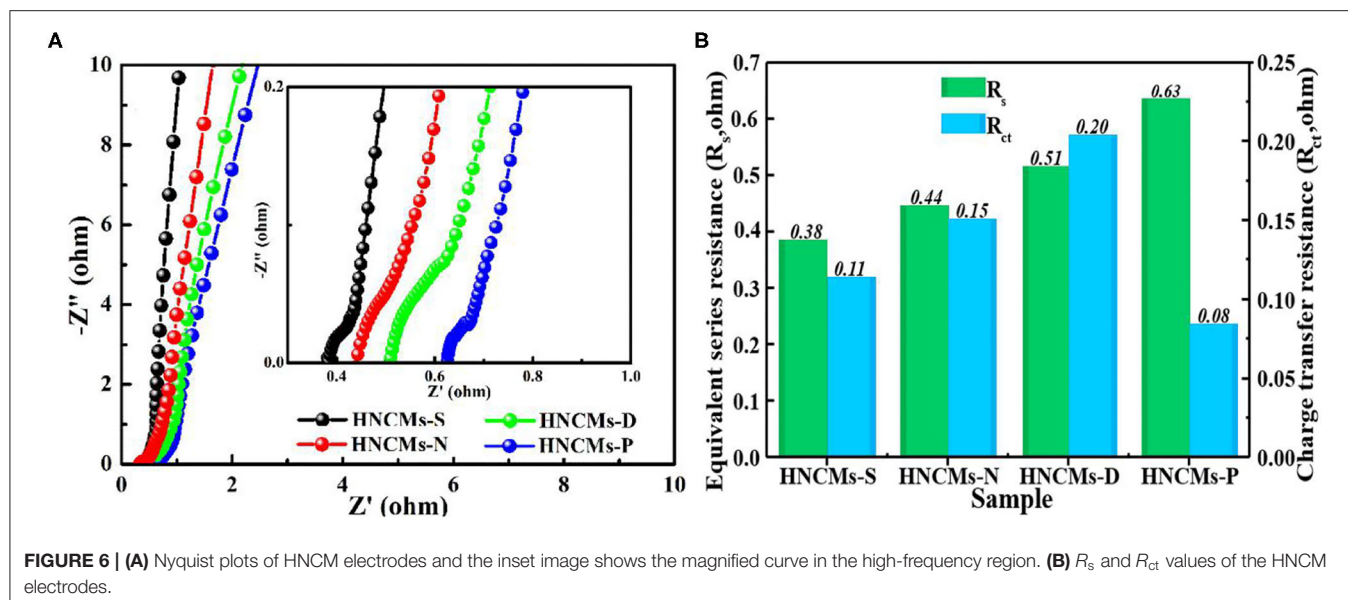 A
10
8
6
4
2
0
0
2
4
6
8
10
-Z" (ohm)
Z' (ohm)
0.2
0.0
-Z" (ohm)
0.4
0.6
0.8
1.0
Z' (ohm)
HNCMs-S
HNCMs-D
HNCMs-N
HNCMs-P
B
0.7
0.6
0.5
0.4
0.3
0.2
0.1
0.0
Equivalent series resistance (Rs,ohm)
Rs
Rct
0.38
0.11
0.44
0.15
0.51
0.20
0.63
0.08
0.25
0.20
0.15
0.10
0.05
0.00
Charge transfer resistance (Rct,ohm)
HNCMs-S
HNCMs-N
HNCMs-D
HNCMs-P
Sample
FIGURE 6 | (A) Nyquist plots of HNCM electrodes and the inset image shows the magnified curve in the high-frequency region. (B) Rs and Rct values of the HNCM
electrodes.